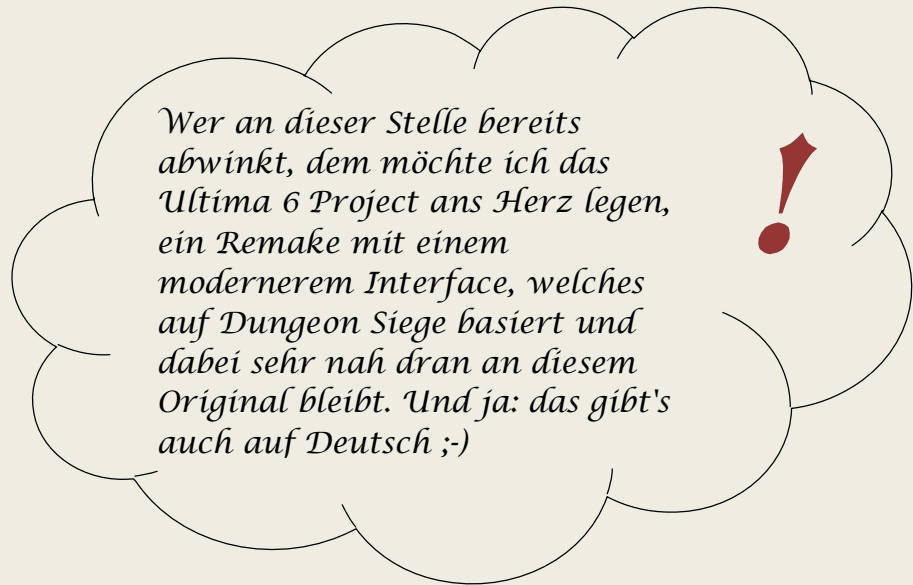 Wer an dieser Stelle bereits
abwinkt, dem möchte ich das
Ultima 6 Project ans Herz legen,
ein Remake mit einem
modernerem Interface, welches
auf Dungeon Siege basiert und
dabei sehr nah dran an diesem
Original bleibt. Und ja: das gibt's
auch auf Deutsch ;-)
!